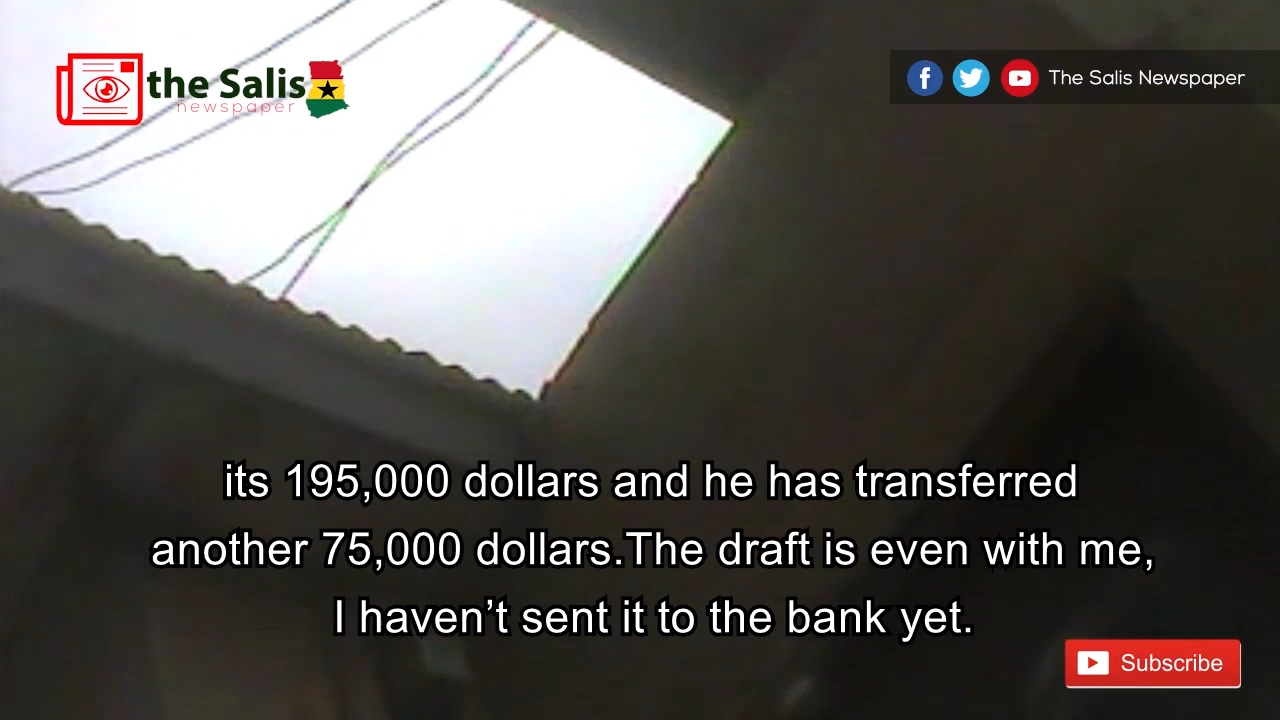 the Salis
newspaper
The Salis Newspaper
its 195,000 dollars and he has transferred
another 75,000 dollars.The draft is even with me,
I haven’t sent it to the bank yet.
Subscribe